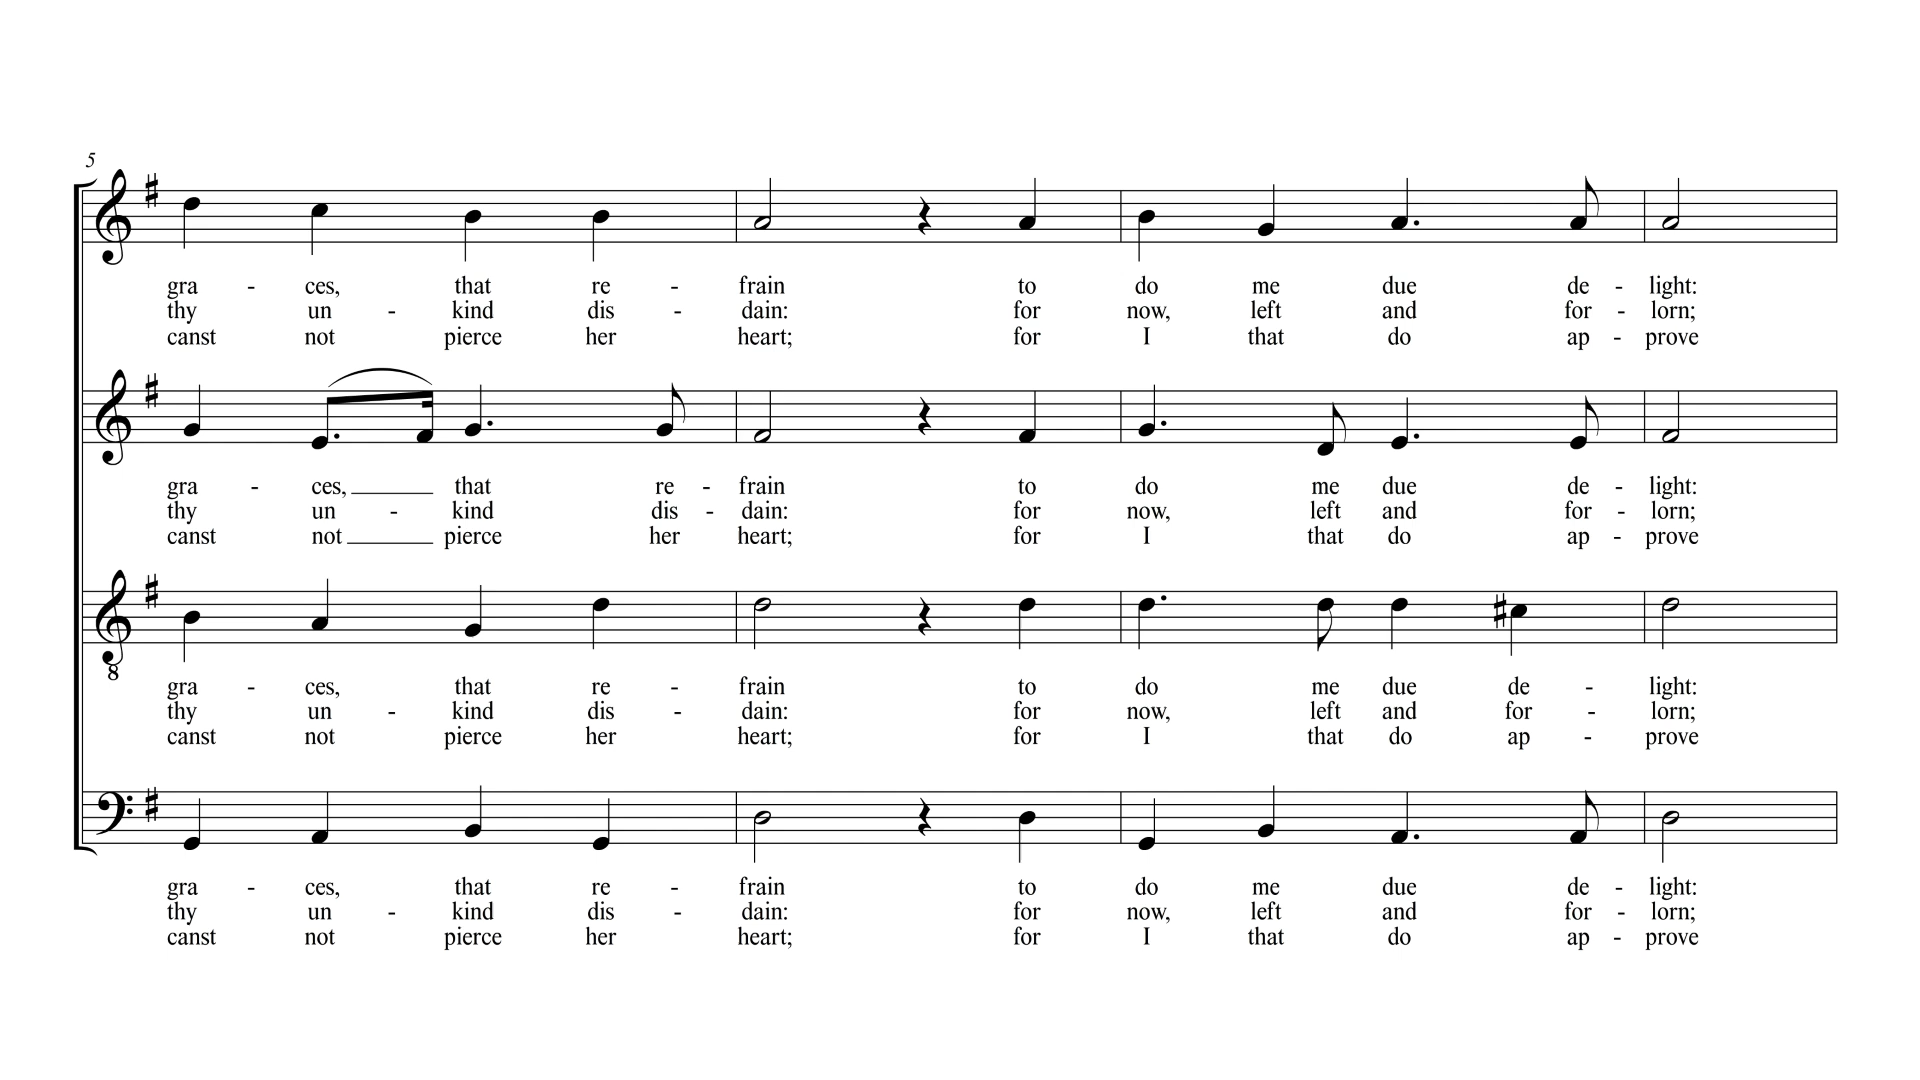 5
gra - ces, that re - frain to do me due de - light:
thy un - kind dis - dain: for now, left and for - lorn;
canst not pierce her heart; for I that do ap - prove
gra - ces, that re - frain to do me due de - light:
thy un - kind dis - dain: for now, left and for - lorn;
canst not pierce her heart; for I that do ap - prove
8
gra - ces, that re - frain to do me due de - light:
thy un - kind dis - dain: for now, left and for - lorn;
canst not pierce her heart; for I that do ap - prove
gra - ces, that re - frain to do me due de - light:
thy un - kind dis - dain: for now, left and for - lorn;
canst not pierce her heart; for I that do ap - prove